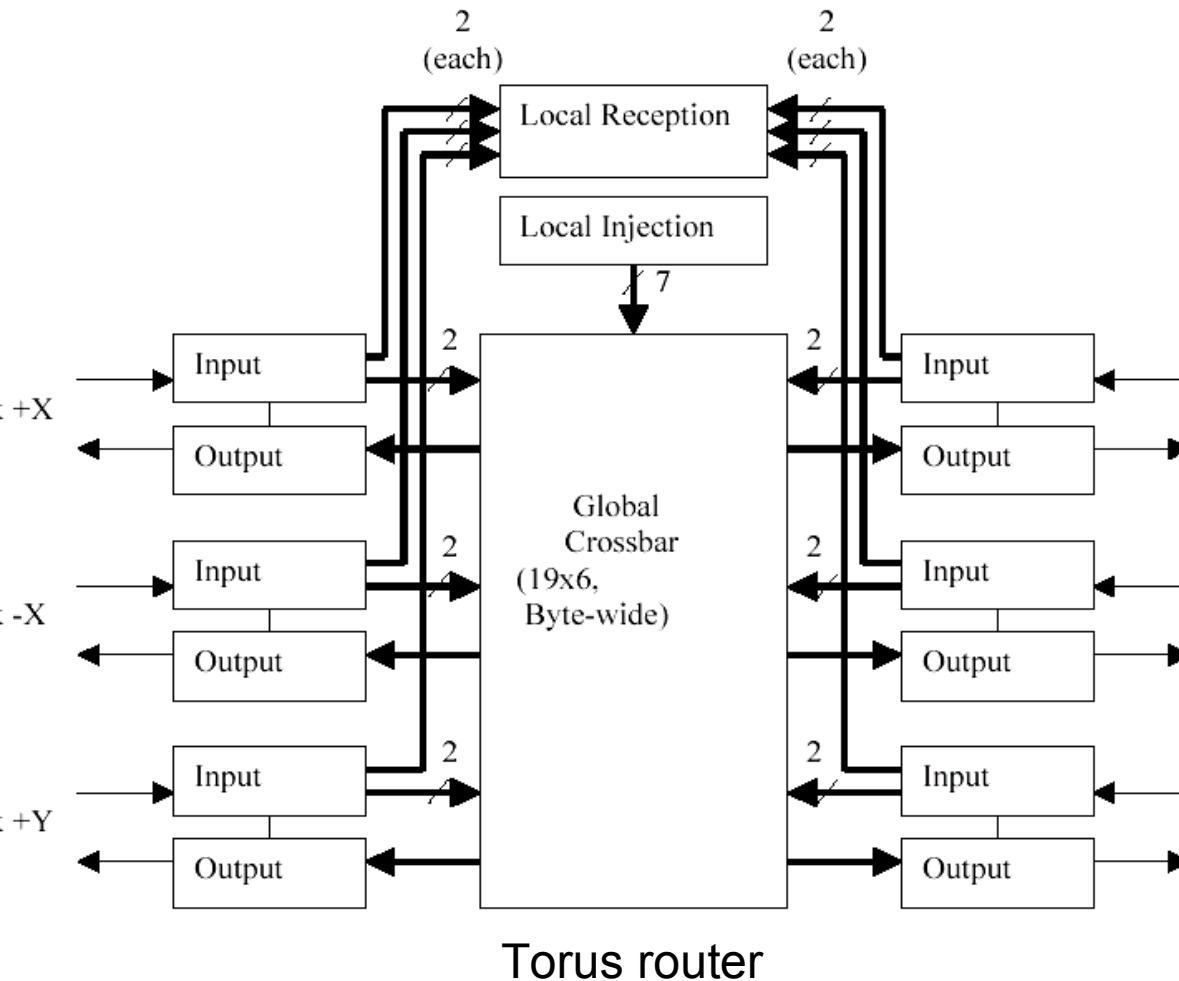 2
(each)
2
(each)
Local Reception
Local Injection
7
Input
2
2
Input
+X
Output
Output
Global
Crossbar
(19x6,
Byte-wide)
Input
2
2
Input
-X
Output
Output
Input
2
2
Input
+Y
Output
Output
Torus router